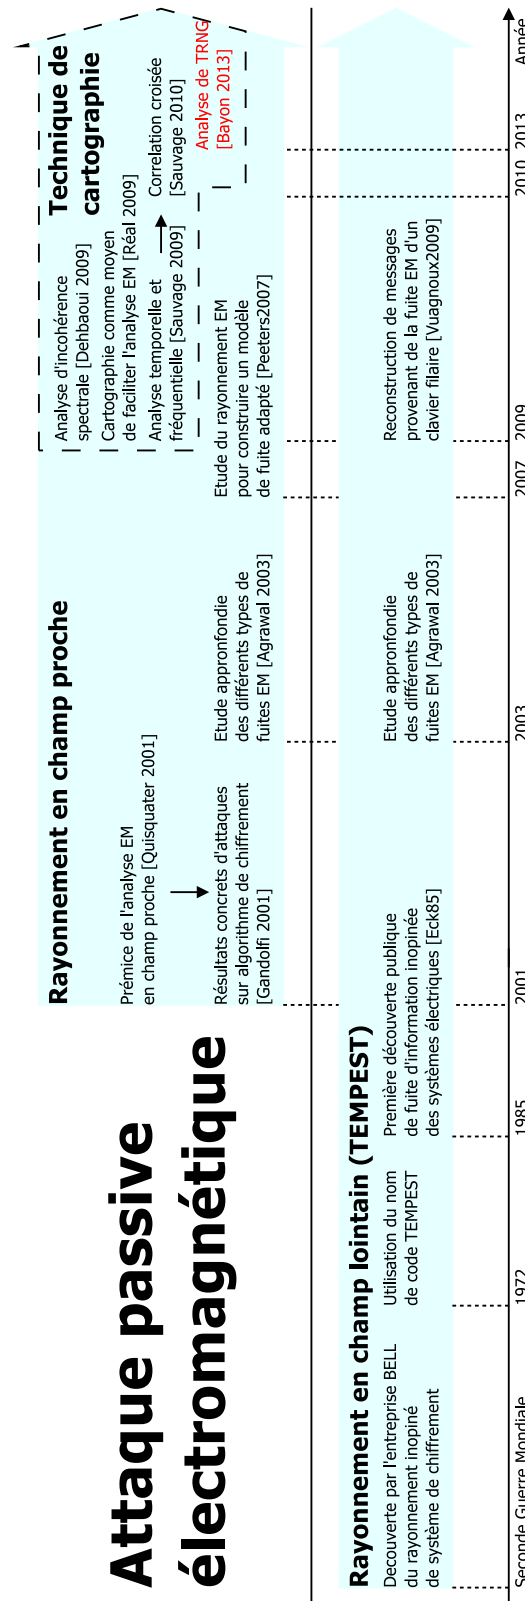 Attaque passive
électromagnétique
Rayonnement en champ proche
Prémice de l'analyse EM
en champ proche [Quisquater 2001]
Résultats concrets d'attaques
sur algorithme de chiffrement
[Gandolfi 2001]
Etude appronfondie
des différents types de
fuites EM [Agrawal 2003]
Etude du rayonnement EM
pour construire un modèle
de fuite adapté [Peeters2007]
Technique de
cartographie
Analyse d'incohérence
spectrale [Dehbaoui 2009]
Cartographie comme moyen
de faciliter l'analyse EM [Réal 2009]
Analyse temporelle et
fréquentielle [Sauvage 2009]
Correlation croisée
[Sauvage 2010]
Analyse de TRNG
[Bayon 2013]
Rayonnement en champ lointain (TEMPEST)
Decouverte par l'entreprise BELL
du rayonnement inopiné
de système de chiffrement
Utilisation du nom
de code TEMPEST
Première découverte publique
de fuite d'information inopinée
des systèmes électriques [Eck85]
Etude appronfondie
des différents types de
fuites EM [Agrawal 2003]
Reconstruction de messages
provenant de la fuite EM d'un
clavier filaire [Vuagnoux2009]
Seconde Guerre Mondiale
1972
1985
2001
2003
2007
2009
2010
2013
Année